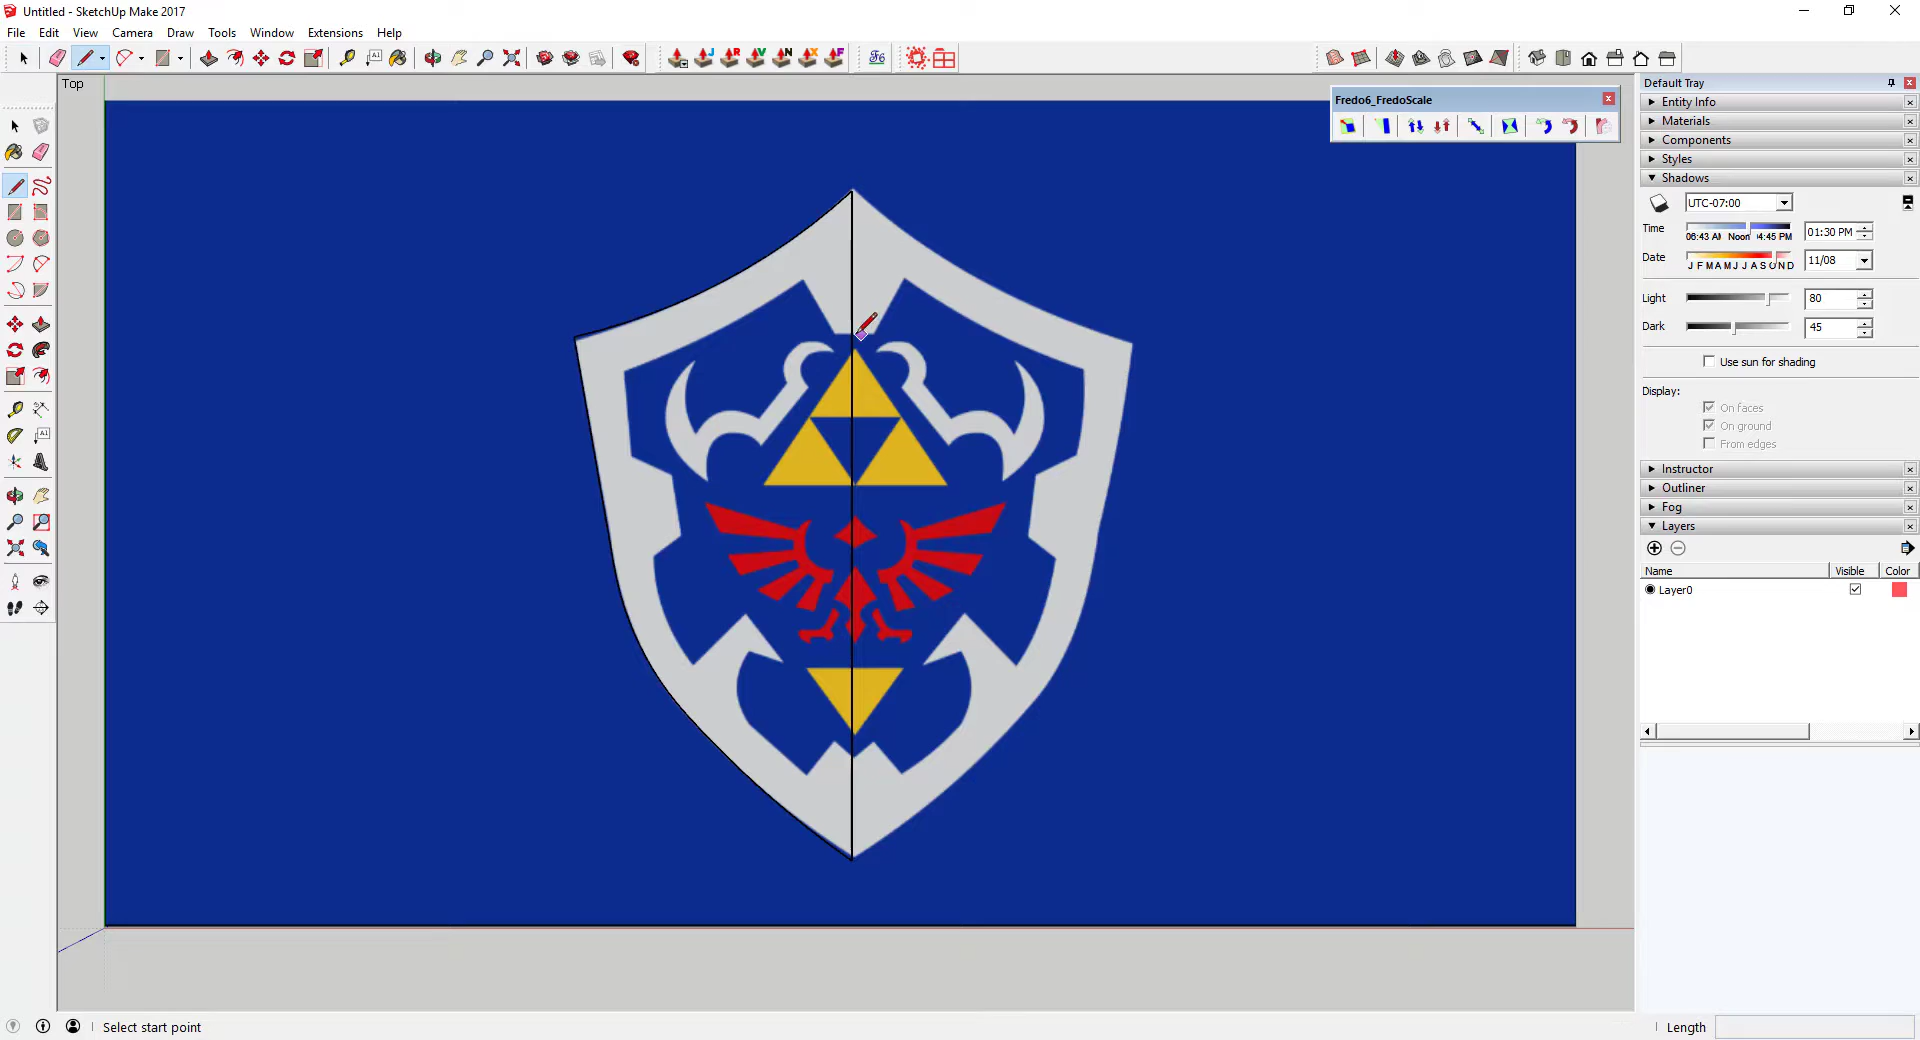 Untitled - SketchUp Make 2017
File Edit View Camera Draw Tools Window Extensions Help
Top
Fredo6_FredoScale
Default Tray
Entity Info
Materials
Components
Styles
Shadows
UTC-07:00
Time
06:43 AM Noon 04:45 PM
01:30 PM
Date
J F M A M J J A S O N D
11/08
Light
80
Dark
45
Use sun for shading
Display:
On faces
On ground
From edges
Instructor
Outliner
Fog
Layers
Name Visible Color
Layer0
Select start point
Length